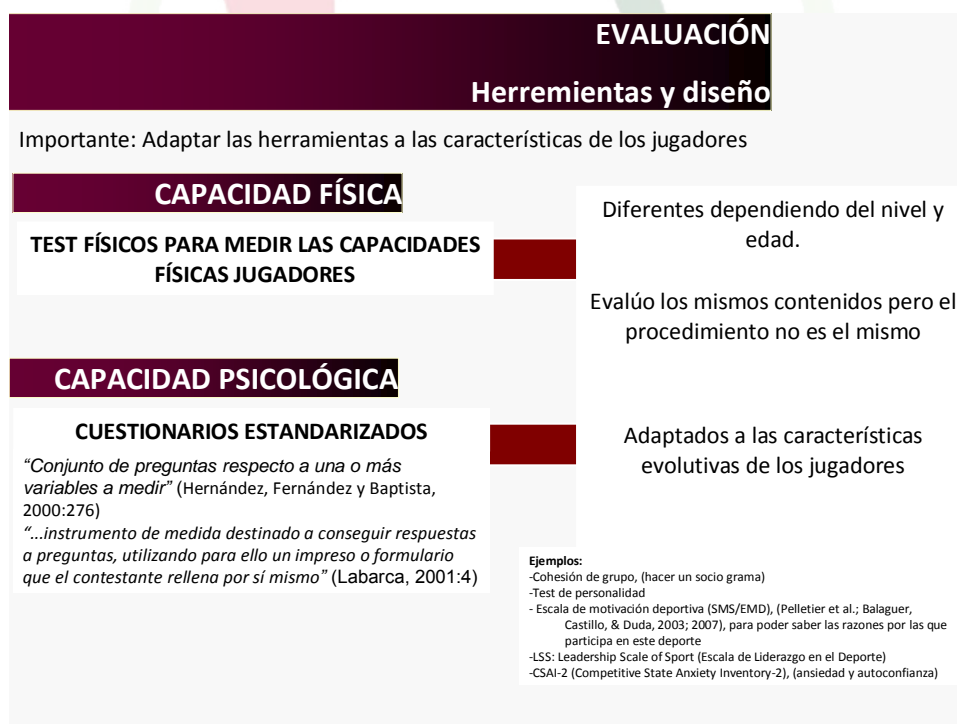 EVALUACIÓN
Herremientas y diseño
Importante: Adaptar las herramientas a las características de los jugadores
CAPACIDAD FÍSICA
TEST FÍSICOS PARA MEDIR LAS CAPACIDADES
FÍSICAS JUGADORES
Diferentes dependiendo del nivel y
edad.
Evalúo los mismos contenidos pero el
procedimiento no es el mismo
CAPACIDAD PSICOLÓGICA
CUESTIONARIOS ESTANDARIZADOS
“Conjunto de preguntas respecto a una o más
variables a medir” (Hernández, Fernández y Baptista,
2000:276)
“...instrumento de medida destinado a conseguir respuestas
a preguntas, utilizando para ello un impreso o formulario
que el contestante rellena por sí mismo” (Labarca, 2001:4)
Adaptados a las características
evolutivas de los jugadores
Ejemplos:
-Cohesión de grupo, (hacer un socio grama)
-Test de personalidad
- Escala de motivación deportiva (SMS/EMD), (Pelletier et al.; Balaguer,
Castillo, & Duda, 2003; 2007), para poder saber las razones por las que
participa en este deporte
-LSS: Leadership Scale of Sport (Escala de Liderazgo en el Deporte)
-CSAI-2 (Competitive State Anxiety Inventory-2), (ansiedad y autoconfianza)